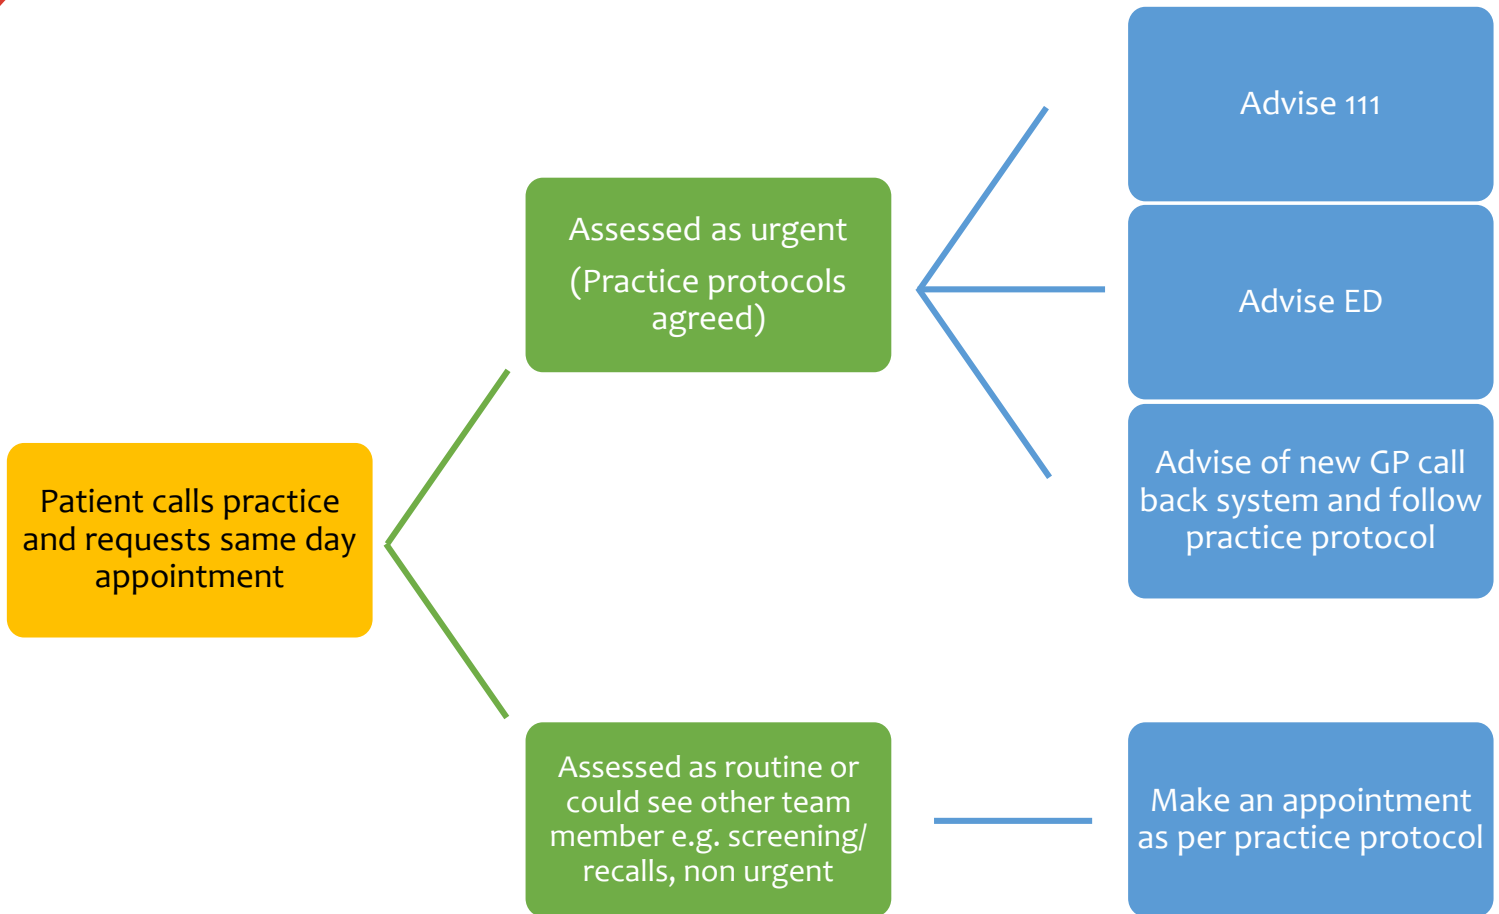 Patient calls practice
and requests same day
appointment
Assessed as urgent
(Practice protocols
agreed)
Advise 111
Advise ED
Advise of new GP call
back system and follow
practice protocol
Assessed as routine or
could see other team
member e.g. screening/
recalls, non urgent
Make an appointment
as per practice protocol